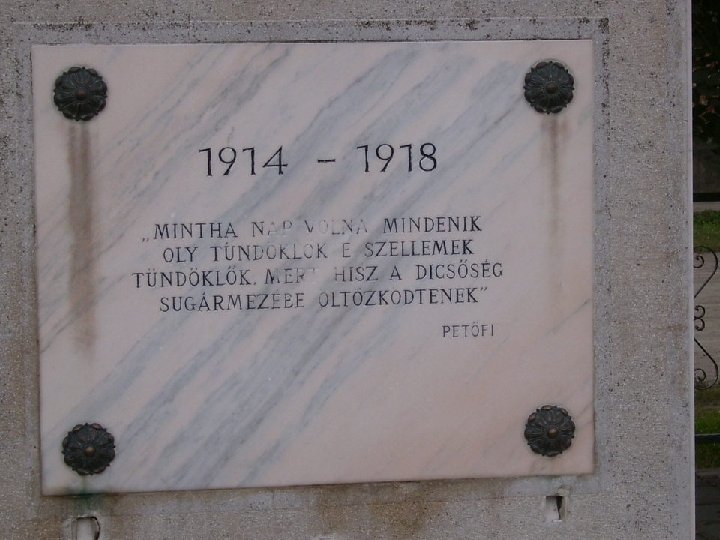 1914 – 1918
„MINTHA NAP VOLNA MINDENIK
OLY TÜNDÖKLŐK E SZELLEMEK
TÜNDÖKLŐK, MERT HISZ A DICSŐSÉG
SUGÁRMEZÉBE ÖLTÖZKÖDTENEK”
PETŐFI